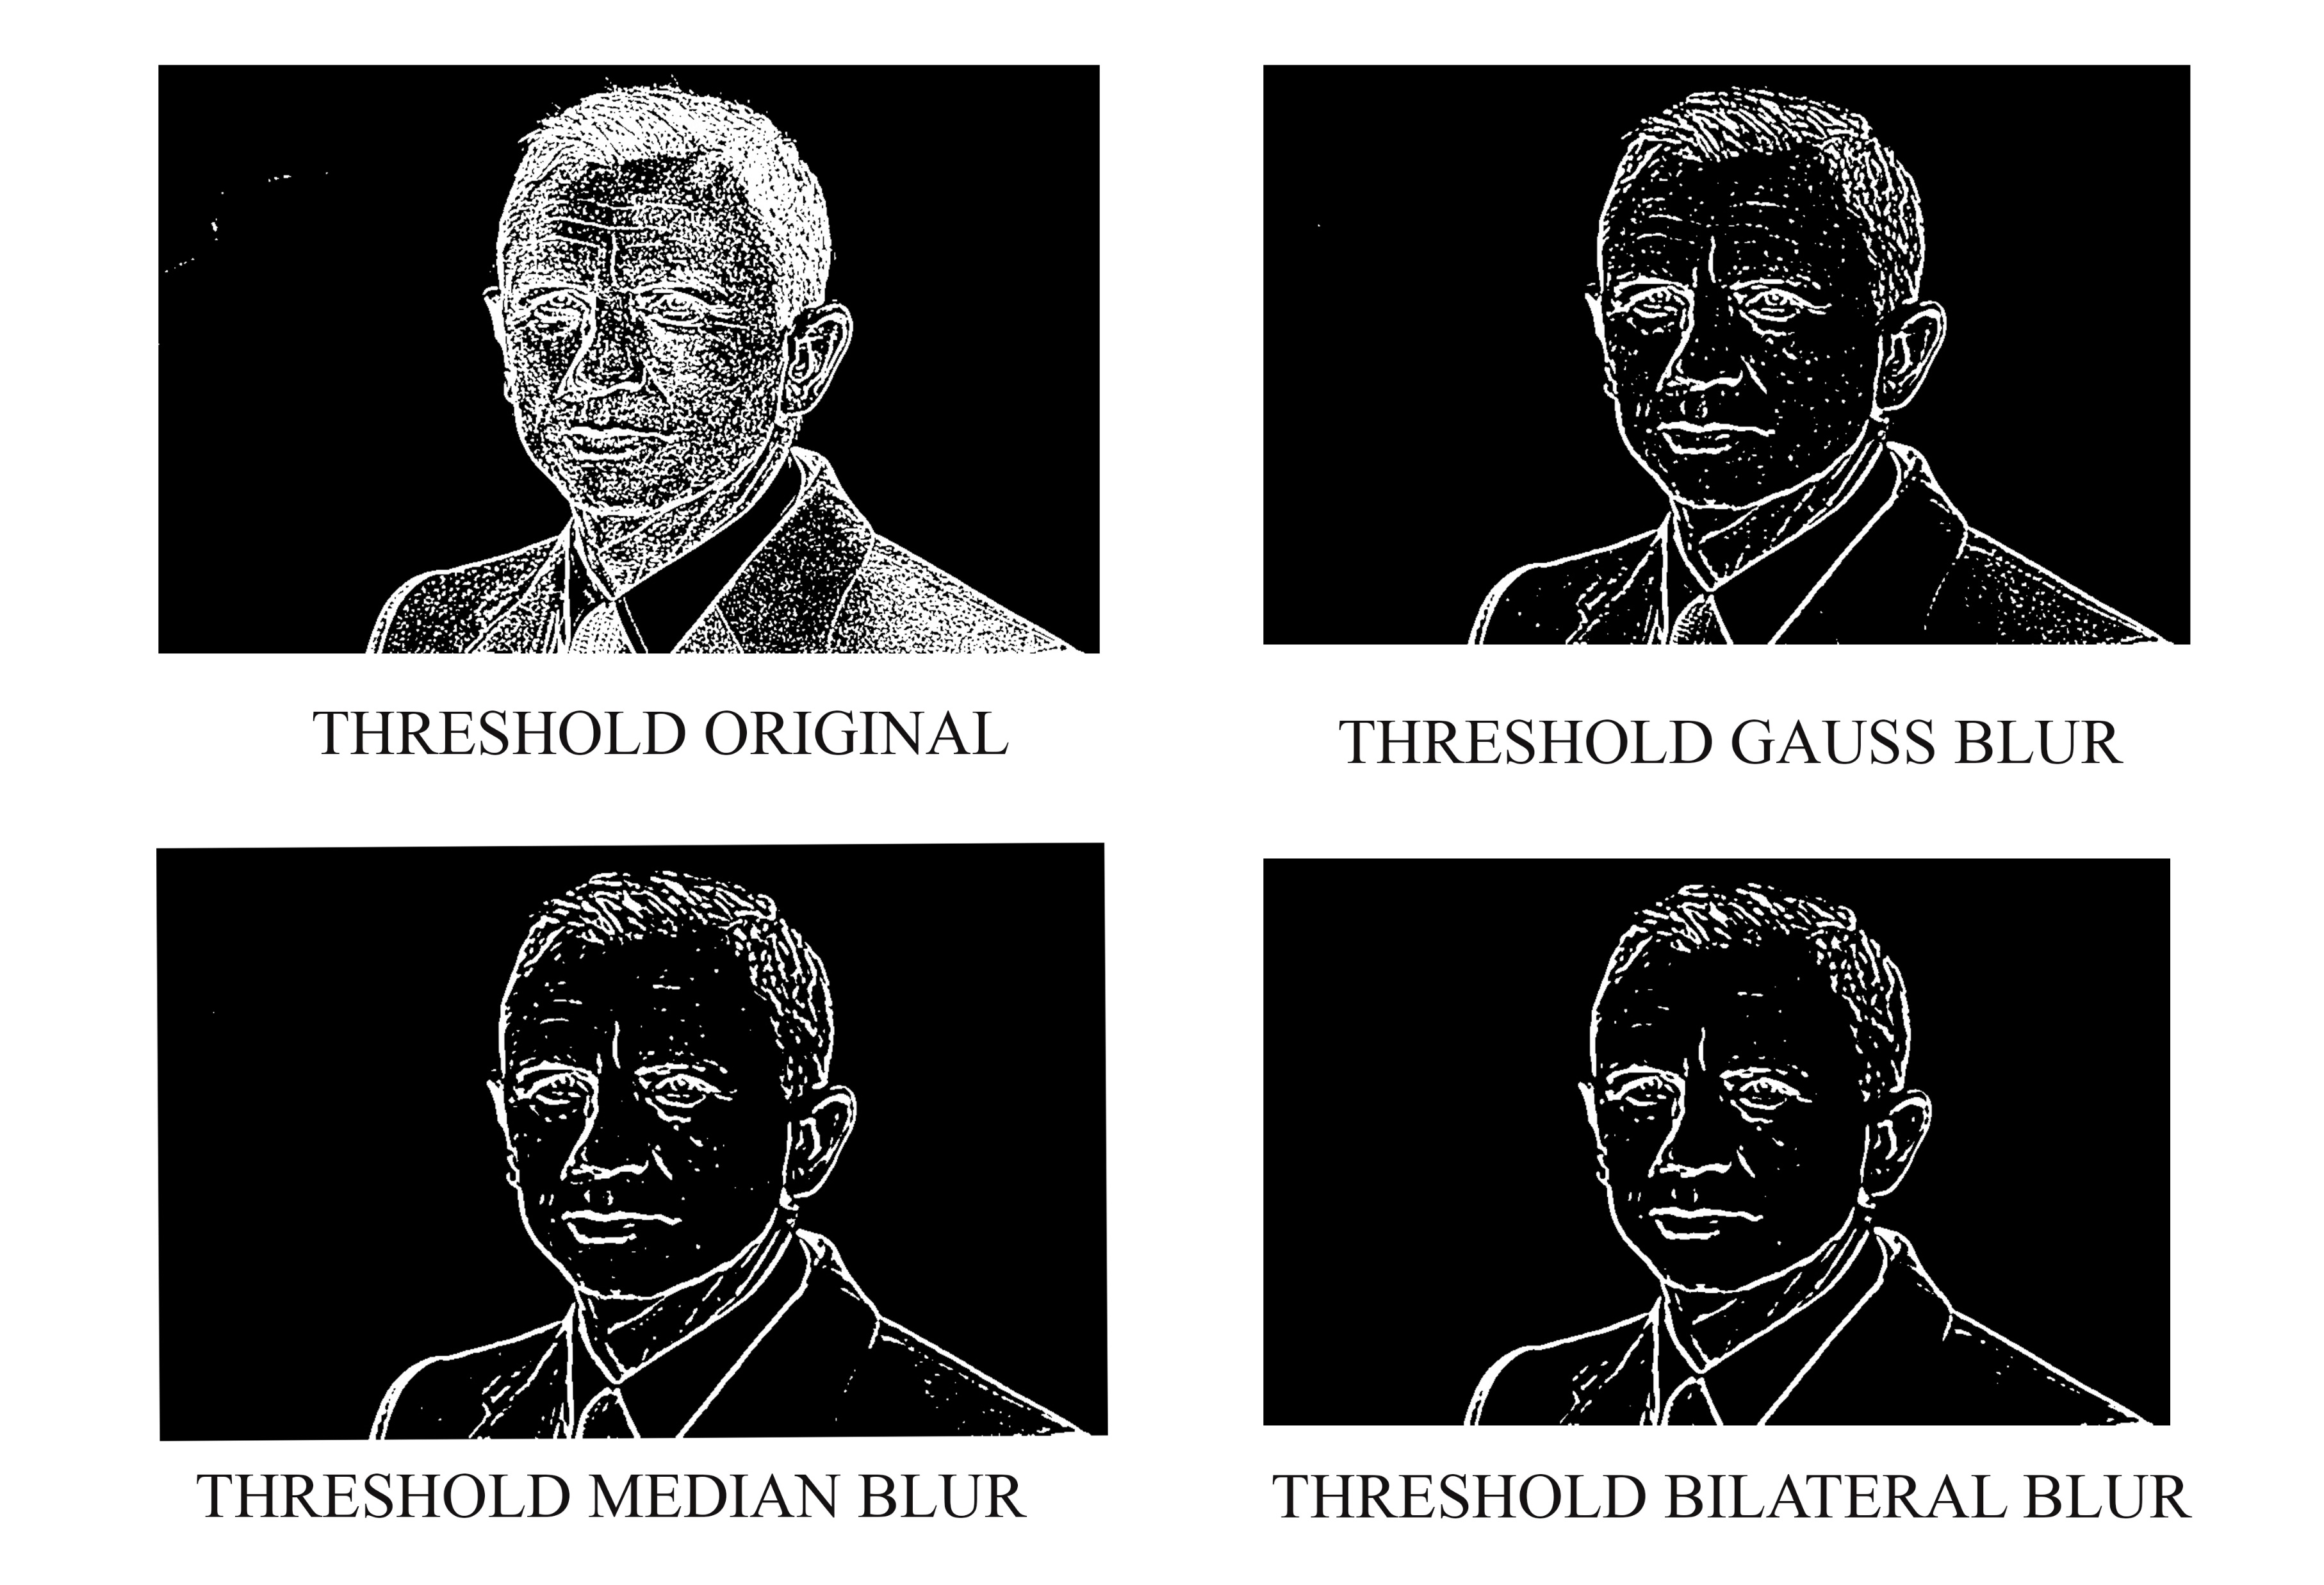 THRESHOLD ORIGINAL
THRESHOLD GAUSS BLUR
THRESHOLD MEDIAN BLUR
THRESHOLD BILATERAL BLUR